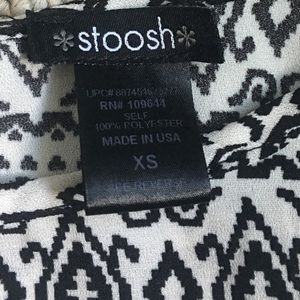 *stoosh*
UPC#
RN# 109644
SELF
100% POLYESTER
MADE IN USA
XS
SEE REVERSE